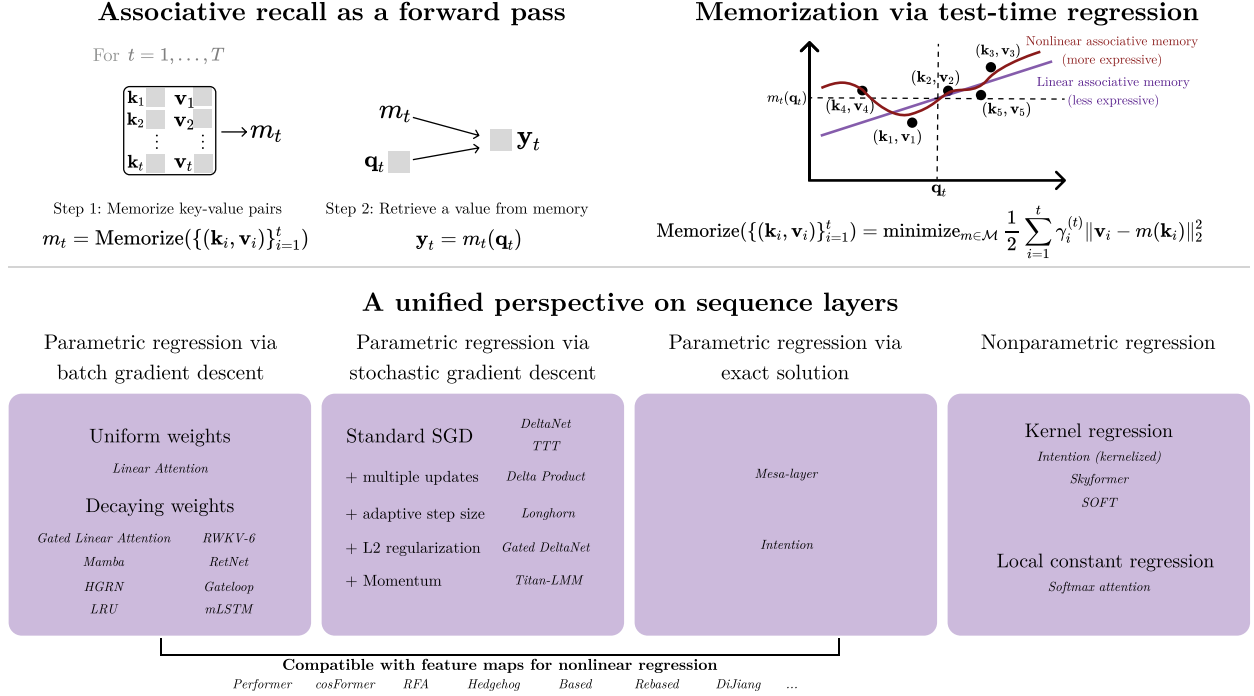 Associative recall as a forward pass
For t = 1, . . . , T
k₁ v₁
k₂ v₂
⋮ ⋮
kₜ vₜ
mₜ
mₜ
qₜ
yₜ
Step 1: Memorize key-value pairs
mₜ = Memorize({(kᵢ, vᵢ)}ᵗᵢ₌₁)
Step 2: Retrieve a value from memory
yₜ = mₜ(qₜ)
Memorization via test-time regression
Nonlinear associative memory
(more expressive)
Linear associative memory
(less expressive)
(k₃, v₃)
(k₂, v₂)
(k₄, v₄)
(k₅, v₅)
(k₁, v₁)
mₜ(qₜ)
qₜ
Memorize({(kᵢ, vᵢ)}ᵗᵢ₌₁) = minimize_{m∈ℳ} 1/2 ∑ᵗᵢ₌₁ γᵢ⁽ᵗ⁾‖vᵢ − m(kᵢ)‖²₂
A unified perspective on sequence layers
Parametric regression via
batch gradient descent
Uniform weights
Linear Attention
Decaying weights
Gated Linear Attention RWKV-6
Mamba RetNet
HGRN Gateloop
LRU mLSTM
Parametric regression via
stochastic gradient descent
Standard SGD
DeltaNet
TTT
+ multiple updates Delta Product
+ adaptive step size Longhorn
+ L2 regularization Gated DeltaNet
+ Momentum Titan-LMM
Parametric regression via
exact solution
Mesa-layer
Intention
Nonparametric regression
Kernel regression
Intention (kernelized)
Skyformer
SOFT
Local constant regression
Softmax attention
Compatible with feature maps for nonlinear regression
Performer cosFormer RFA Hedgehog Based Rebased DiJiang ...